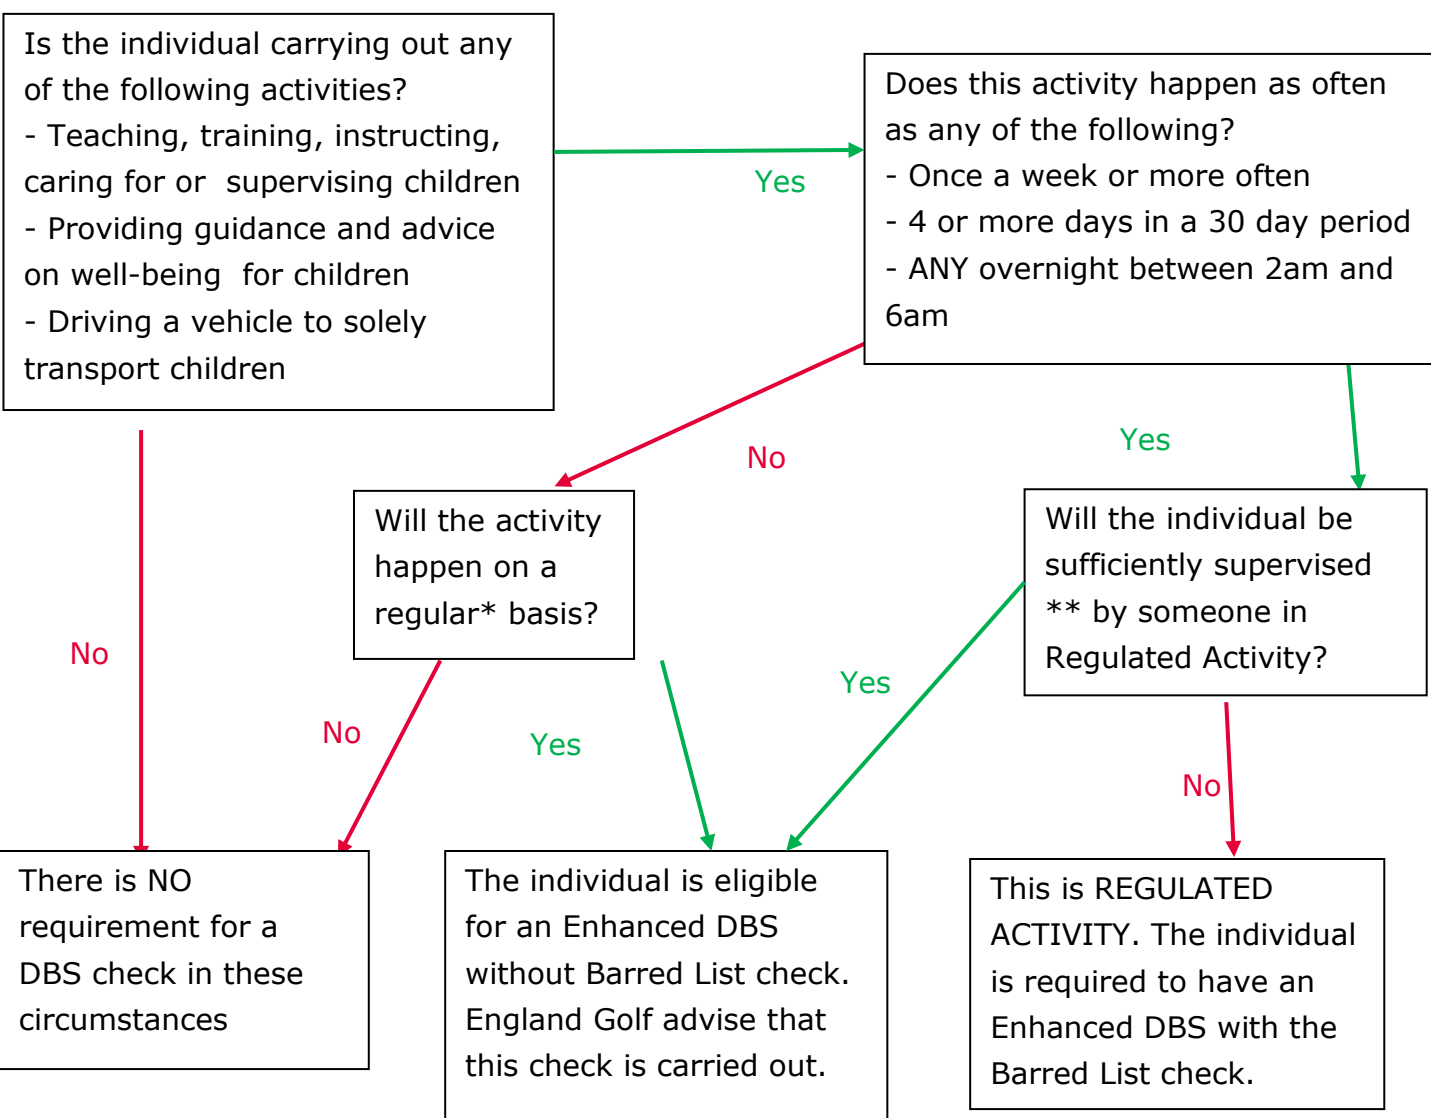 Is the individual carrying out any
of the following activities?
- Teaching, training, instructing,
caring for or  supervising children
- Providing guidance and advice
on well-being  for children
- Driving a vehicle to solely
transport children
Yes
Does this activity happen as often
as any of the following?
- Once a week or more often
- 4 or more days in a 30 day period
- ANY overnight between 2am and
6am
No
Yes
Will the activity
happen on a
regular* basis?
Will the individual be
sufficiently supervised
** by someone in
Regulated Activity?
No
No
Yes
Yes
No
There is NO
requirement for a
DBS check in these
circumstances
The individual is eligible
for an Enhanced DBS
without Barred List check.
England Golf advise that
this check is carried out.
This is REGULATED
ACTIVITY. The individual
is required to have an
Enhanced DBS with the
Barred List check.